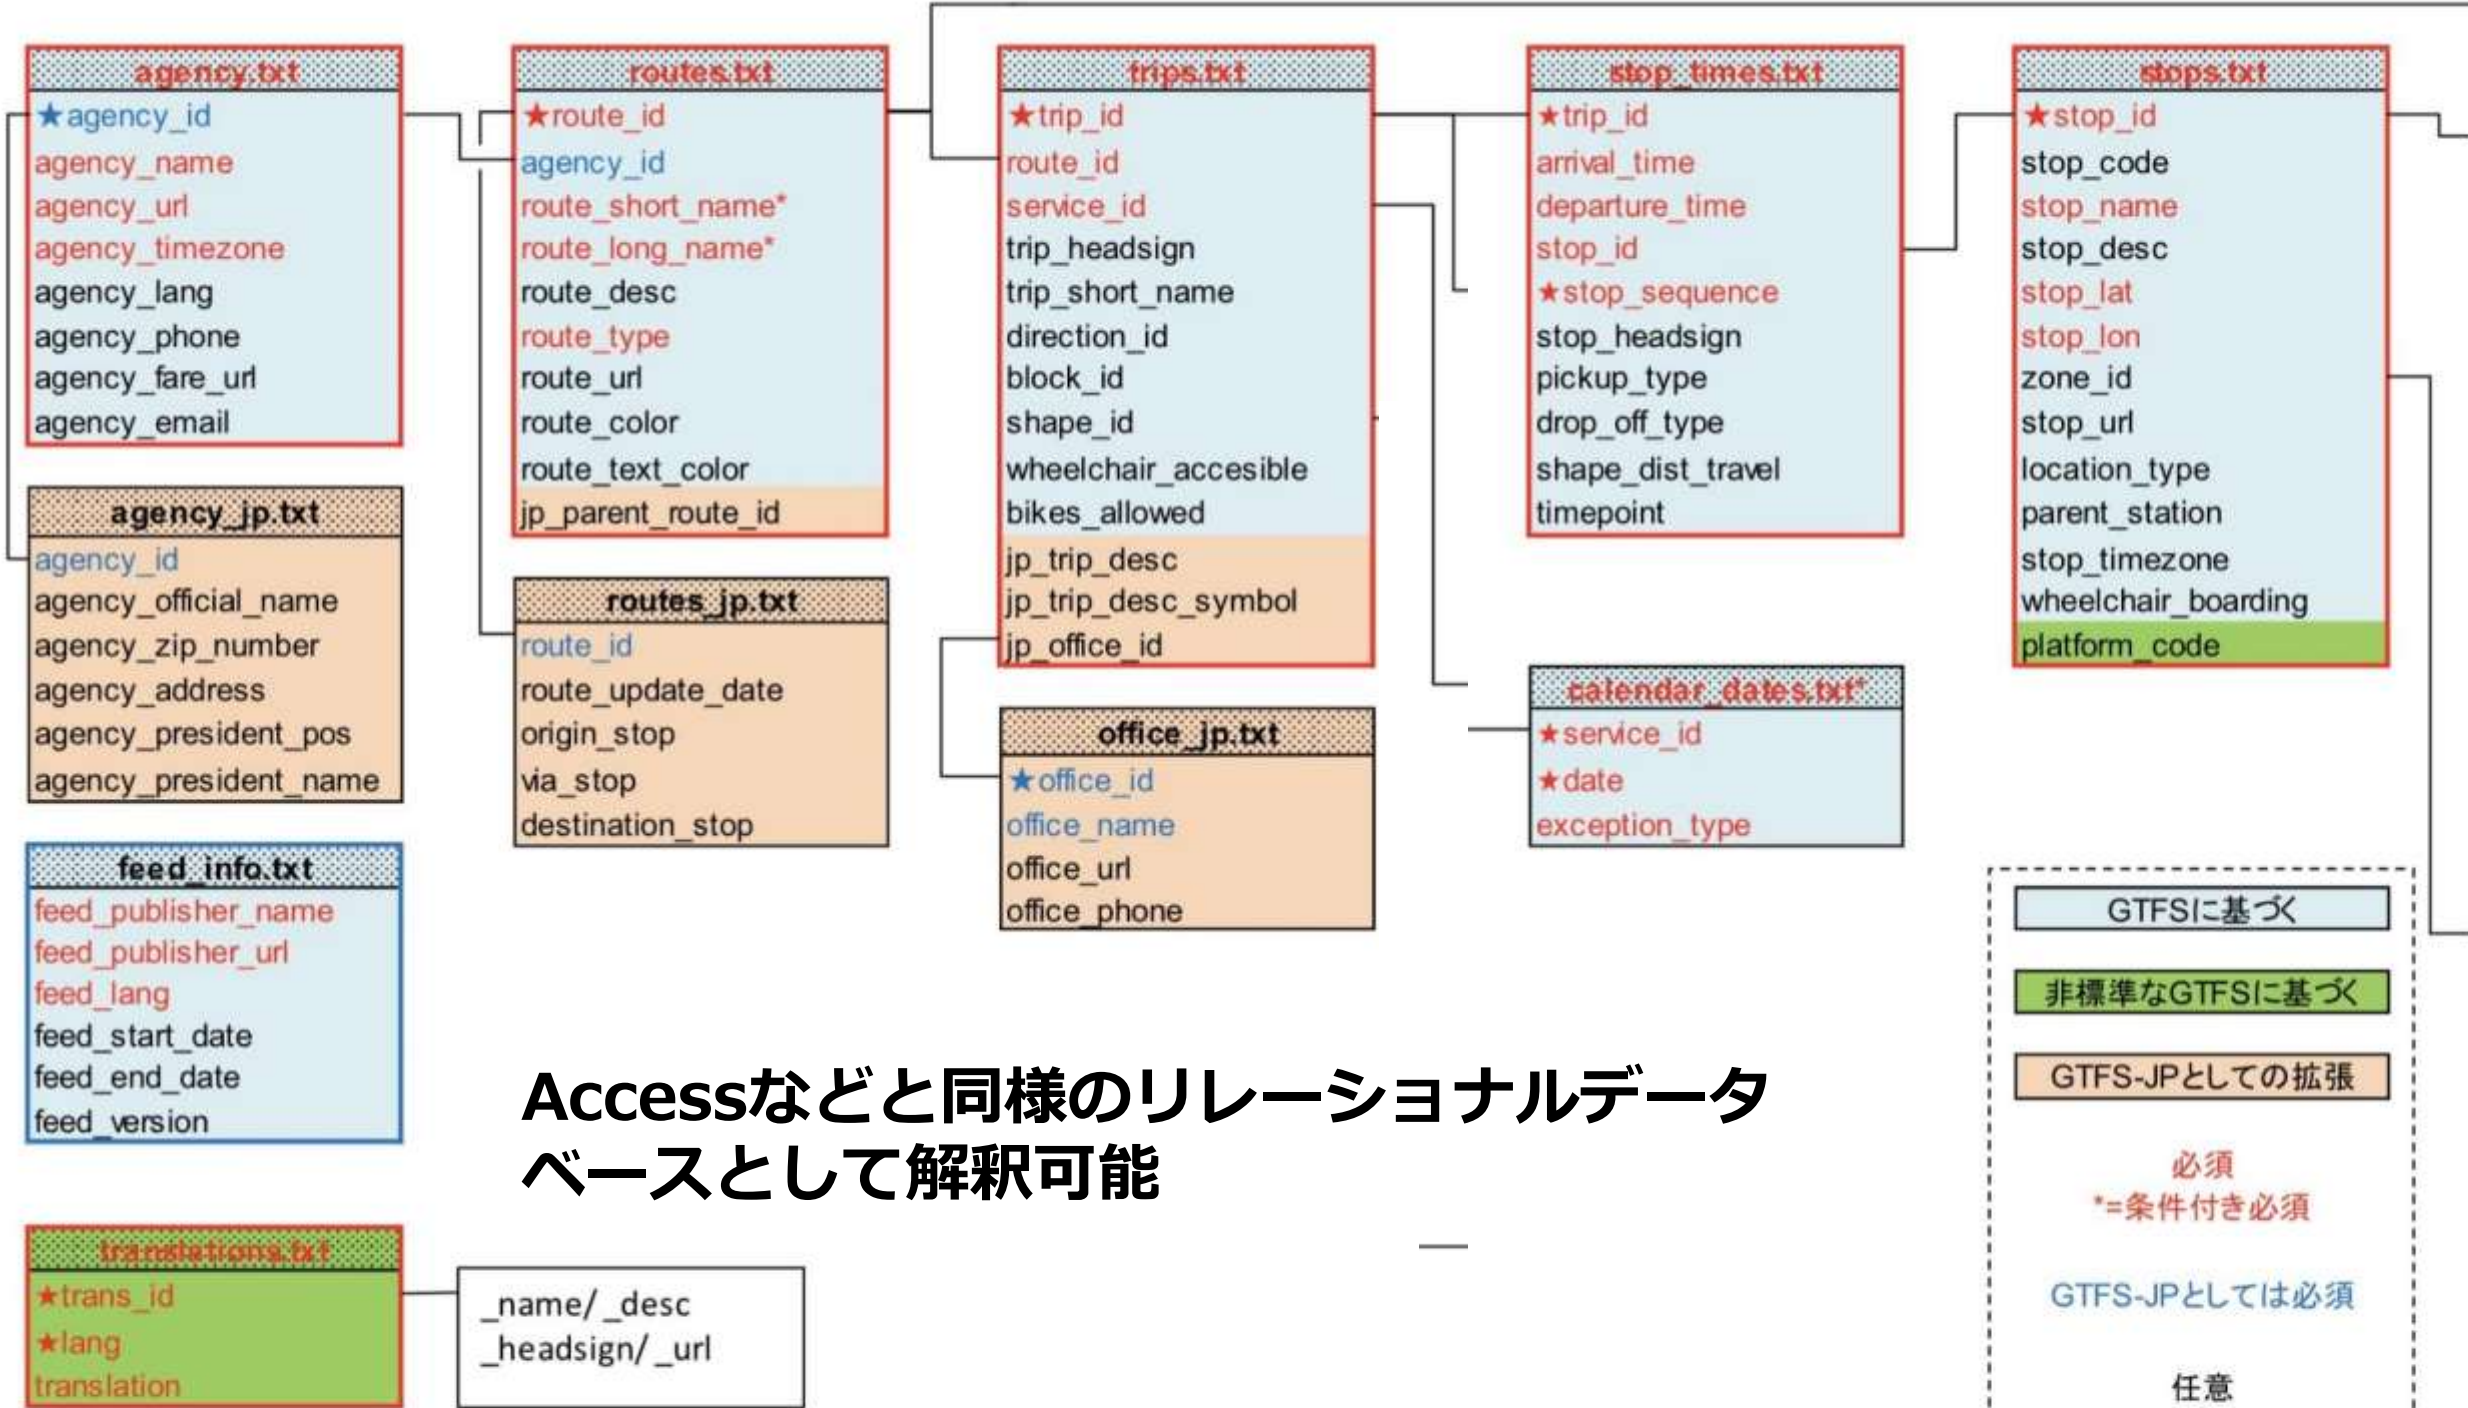 agency.txt
★agency_id
agency_name
agency_url
agency_timezone
agency_lang
agency_phone
agency_fare_url
agency_email
agency_jp.txt
agency_id
agency_official_name
agency_zip_number
agency_address
agency_president_pos
agency_president_name
feed_info.txt
feed_publisher_name
feed_publisher_url
feed_lang
feed_start_date
feed_end_date
feed_version
translations.txt
★trans_id
★lang
translation
_name/ _desc
_headsign/ _url
routes.txt
★route_id
agency_id
route_short_name*
route_long_name*
route_desc
route_type
route_url
route_color
route_text_color
jp_parent_route_id
routes_jp.txt
route_id
route_update_date
origin_stop
via_stop
destination_stop
trips.txt
★trip_id
route_id
service_id
trip_headsign
trip_short_name
direction_id
block_id
shape_id
wheelchair_accesible
bikes_allowed
jp_trip_desc
jp_trip_desc_symbol
jp_office_id
office_jp.txt
★office_id
office_name
office_url
office_phone
stop_times.txt
★trip_id
arrival_time
departure_time
stop_id
★stop_sequence
stop_headsign
pickup_type
drop_off_type
shape_dist_travel
timepoint
calendar_dates.txt*
★service_id
★date
exception_type
stops.txt
★stop_id
stop_code
stop_name
stop_desc
stop_lat
stop_lon
zone_id
stop_url
location_type
parent_station
stop_timezone
wheelchair_boarding
platform_code
Accessなどと同様のリレーショナルデータ
ベースとして解釈可能
GTFSに基づく
非標準なGTFSに基づく
GTFS-JPとしての拡張
必須
*=条件付き必須
GTFS-JPとしては必須
任意